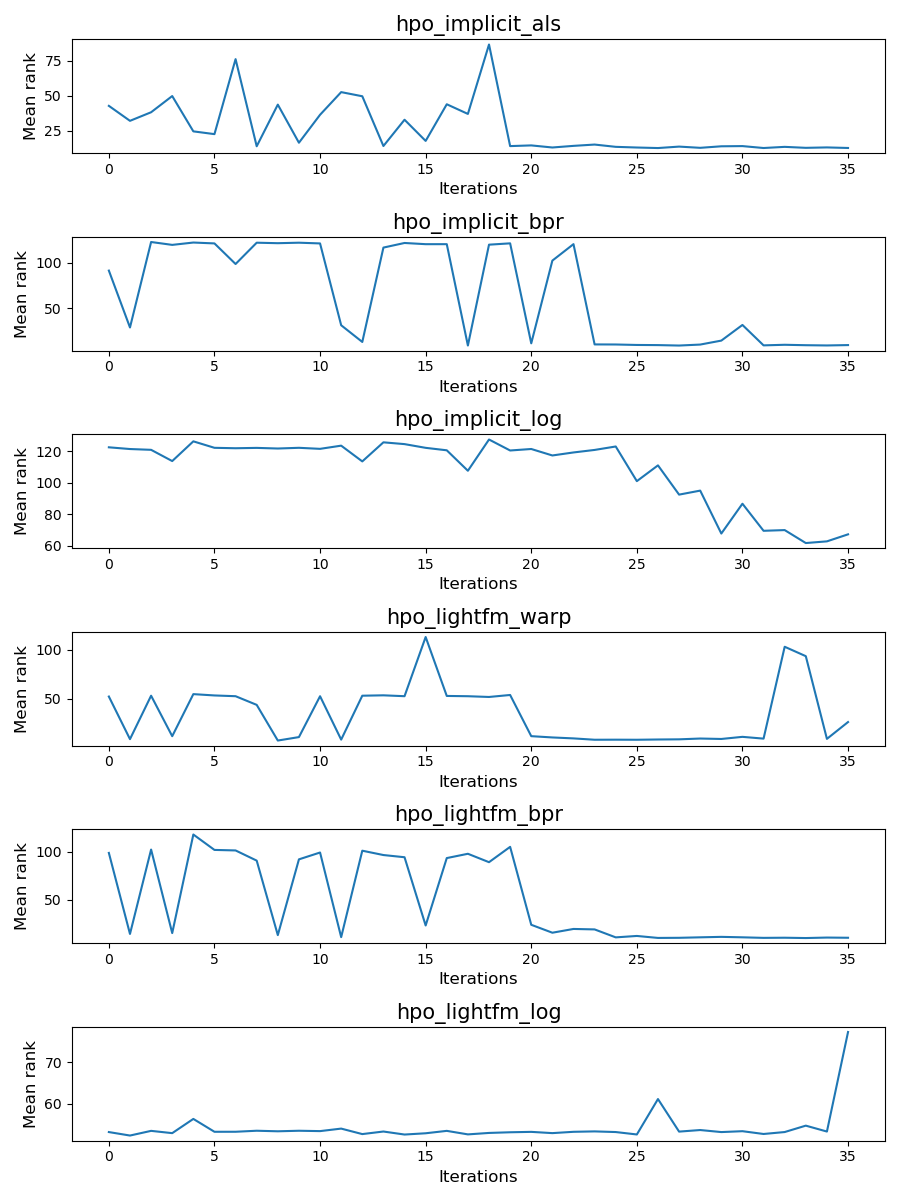 hpo_implicit_als
Mean rank
75
50
25
0 5 10 15 20 25 30 35
Iterations
hpo_implicit_bpr
Mean rank
100
50
0 5 10 15 20 25 30 35
Iterations
hpo_implicit_log
Mean rank
120
100
80
60
0 5 10 15 20 25 30 35
Iterations
hpo_lightfm_warp
Mean rank
100
50
0 5 10 15 20 25 30 35
Iterations
hpo_lightfm_bpr
Mean rank
100
50
0 5 10 15 20 25 30 35
Iterations
hpo_lightfm_log
Mean rank
70
60
0 5 10 15 20 25 30 35
Iterations